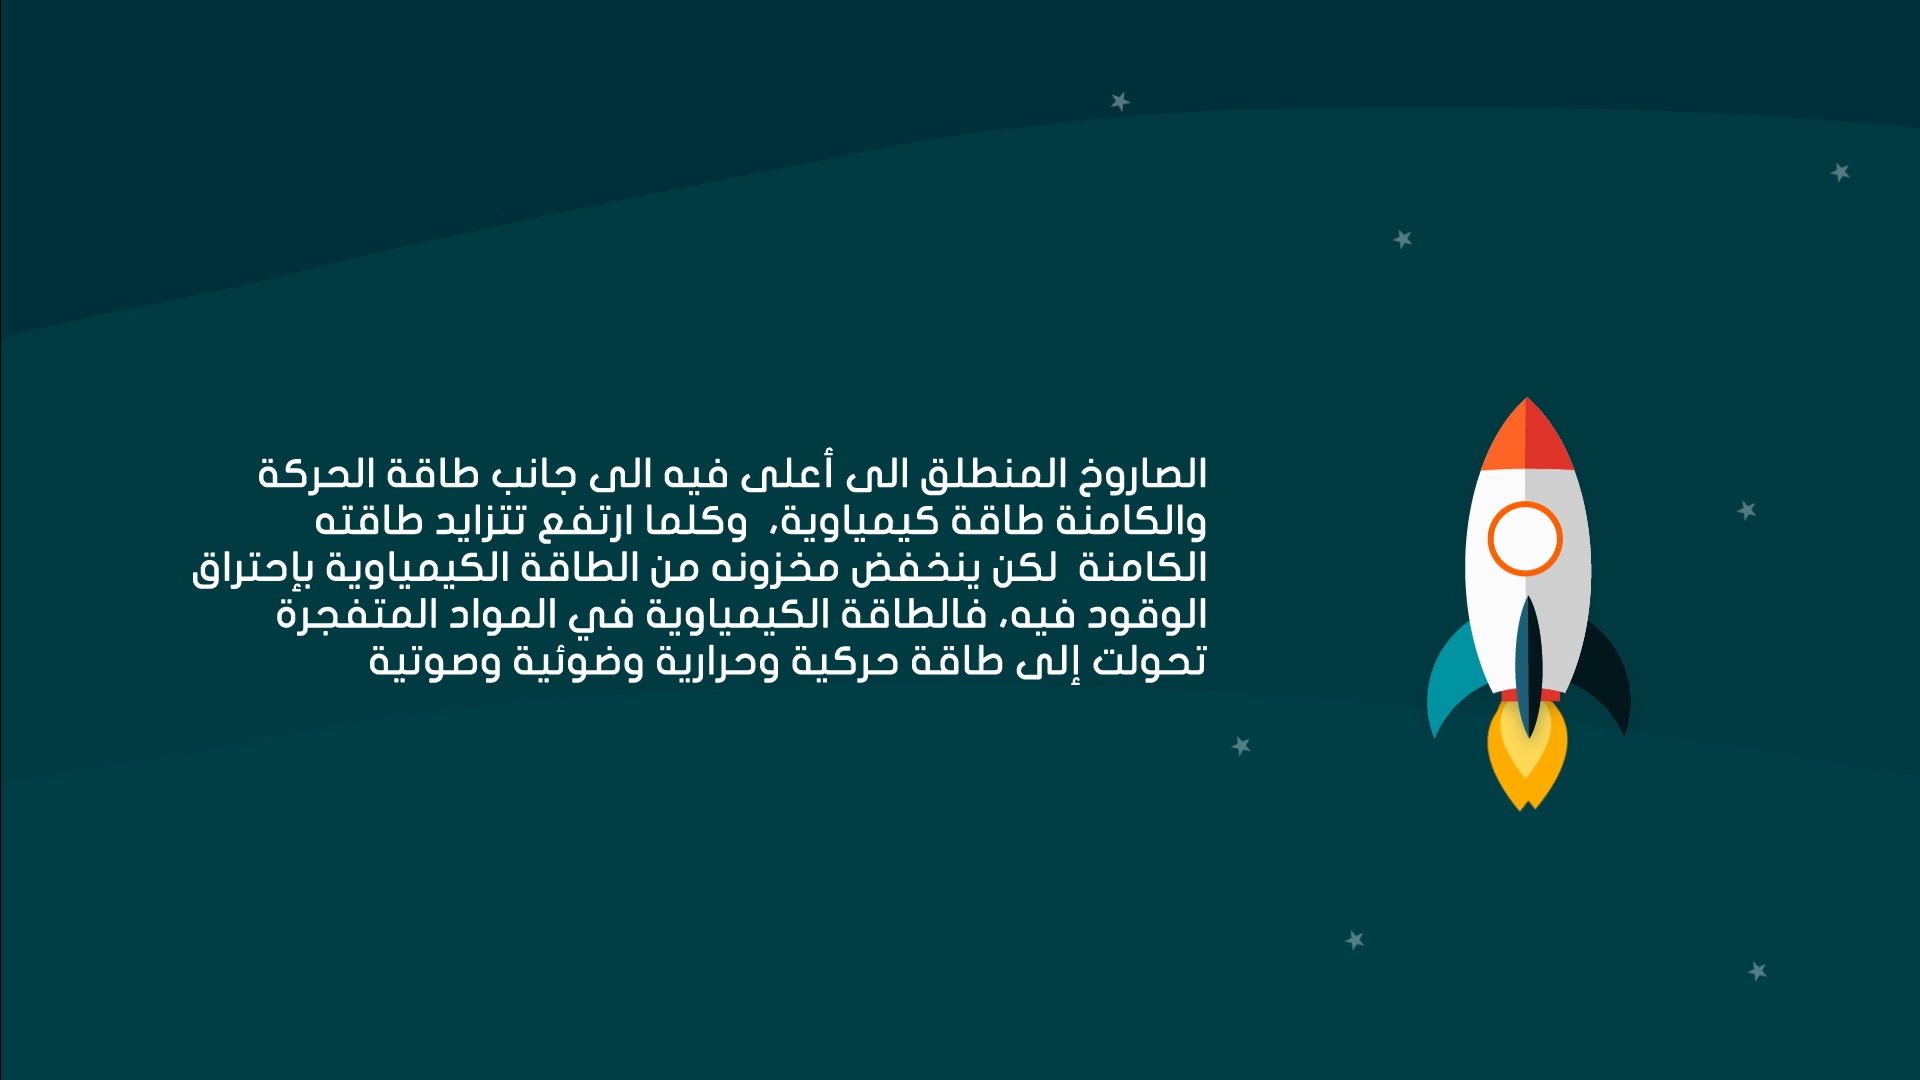 الصاروخ المنطلق الى أعلى فيه الى جانب طاقة الحركة
والكامنة طاقة كيمياوية،  وكلما ارتفع تتزايد طاقته
الكامنة  لكن ينخفض مخزونه من الطاقة الكيمياوية بإحتراق
الوقود فيه، فالطاقة الكيمياوية في المواد المتفجرة
تحولت إلى طاقة حركية وحرارية وضوئية وصوتية